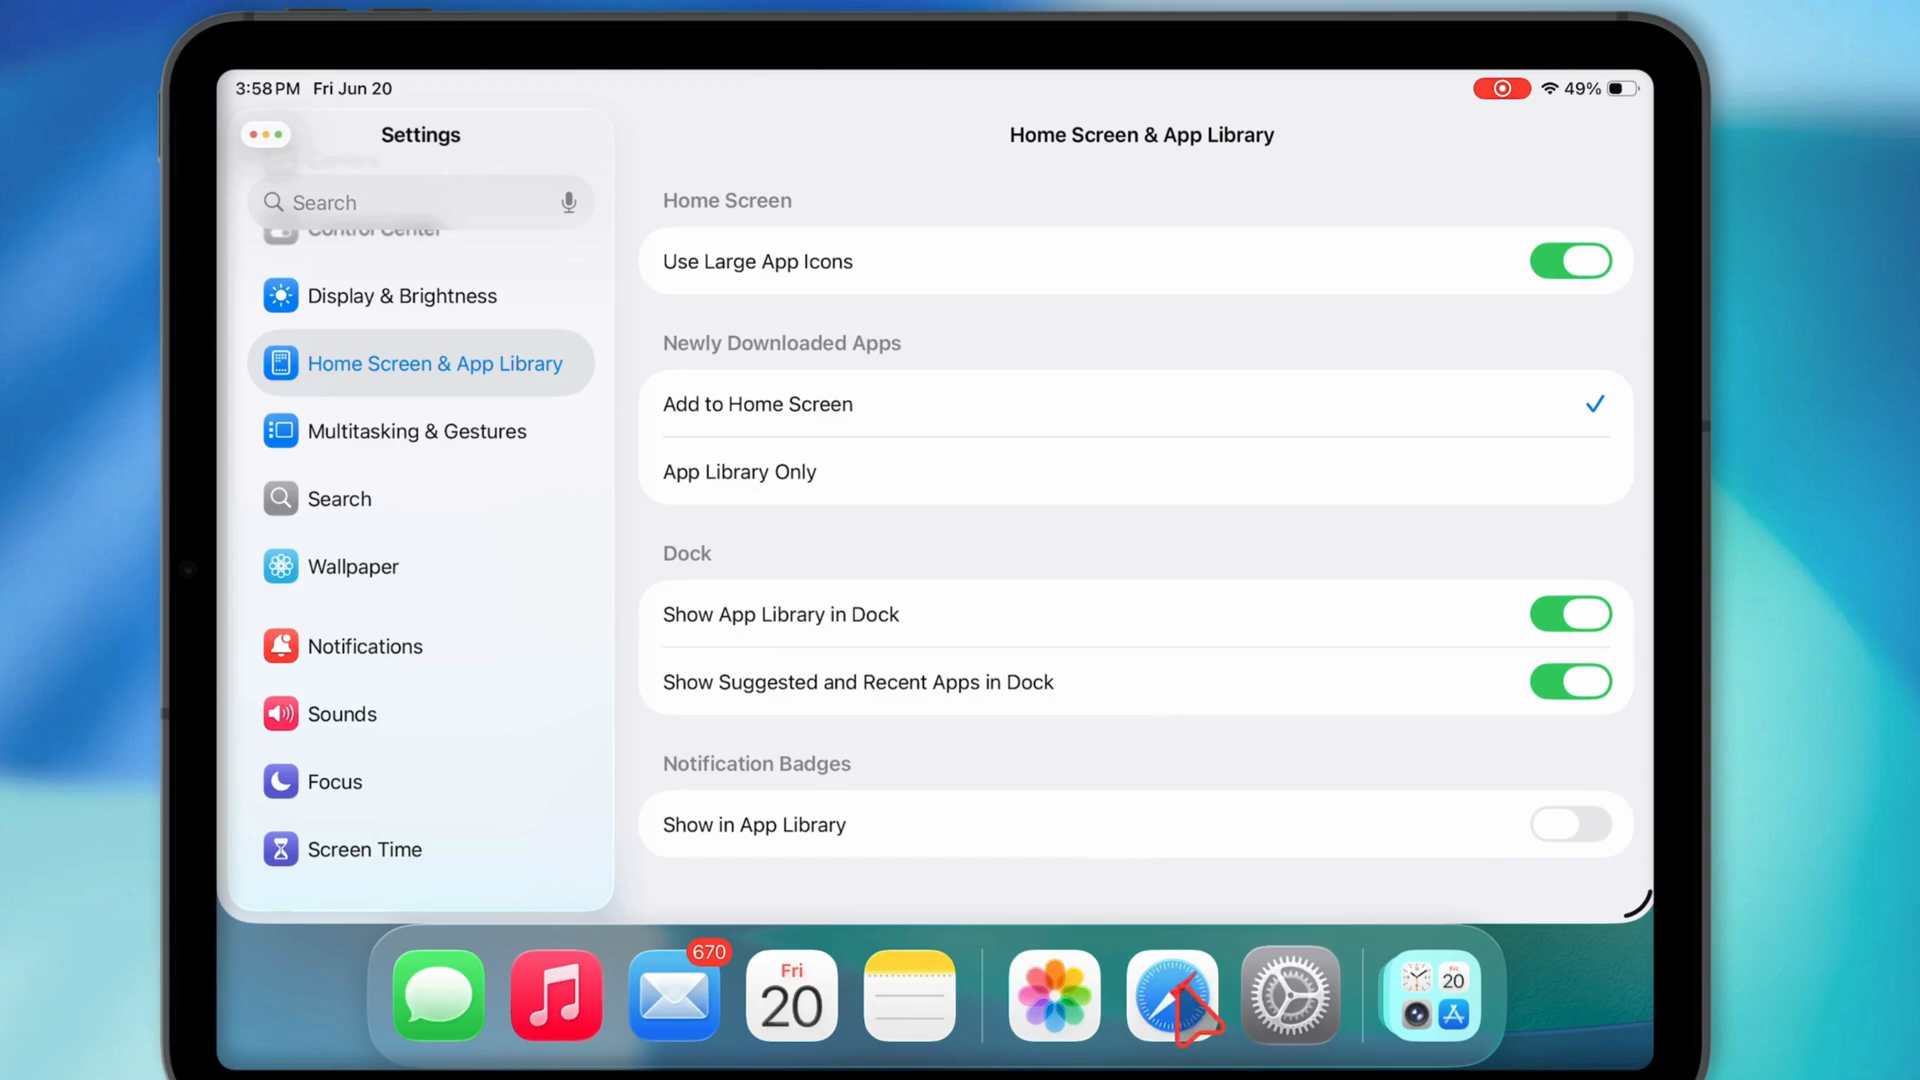 3:58 PM Fri Jun 20
49%
Settings
Search
Control Center
Display & Brightness
Home Screen & App Library
Multitasking & Gestures
Search
Wallpaper
Notifications
Sounds
Focus
Screen Time
Home Screen & App Library
Home Screen
Use Large App Icons
Newly Downloaded Apps
Add to Home Screen
App Library Only
Dock
Show App Library in Dock
Show Suggested and Recent Apps in Dock
Notification Badges
Show in App Library
670
Fri
20
Fri
20